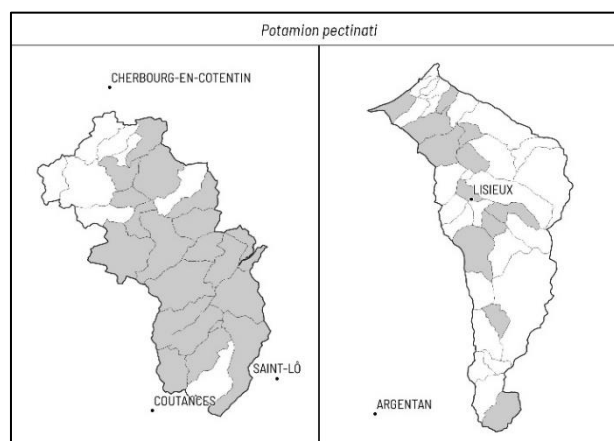 Potamion pectinati
CHERBOURG-EN-COTENTIN
LISIEUX
SAINT-LÔ
COUTANCES
ARGENTAN